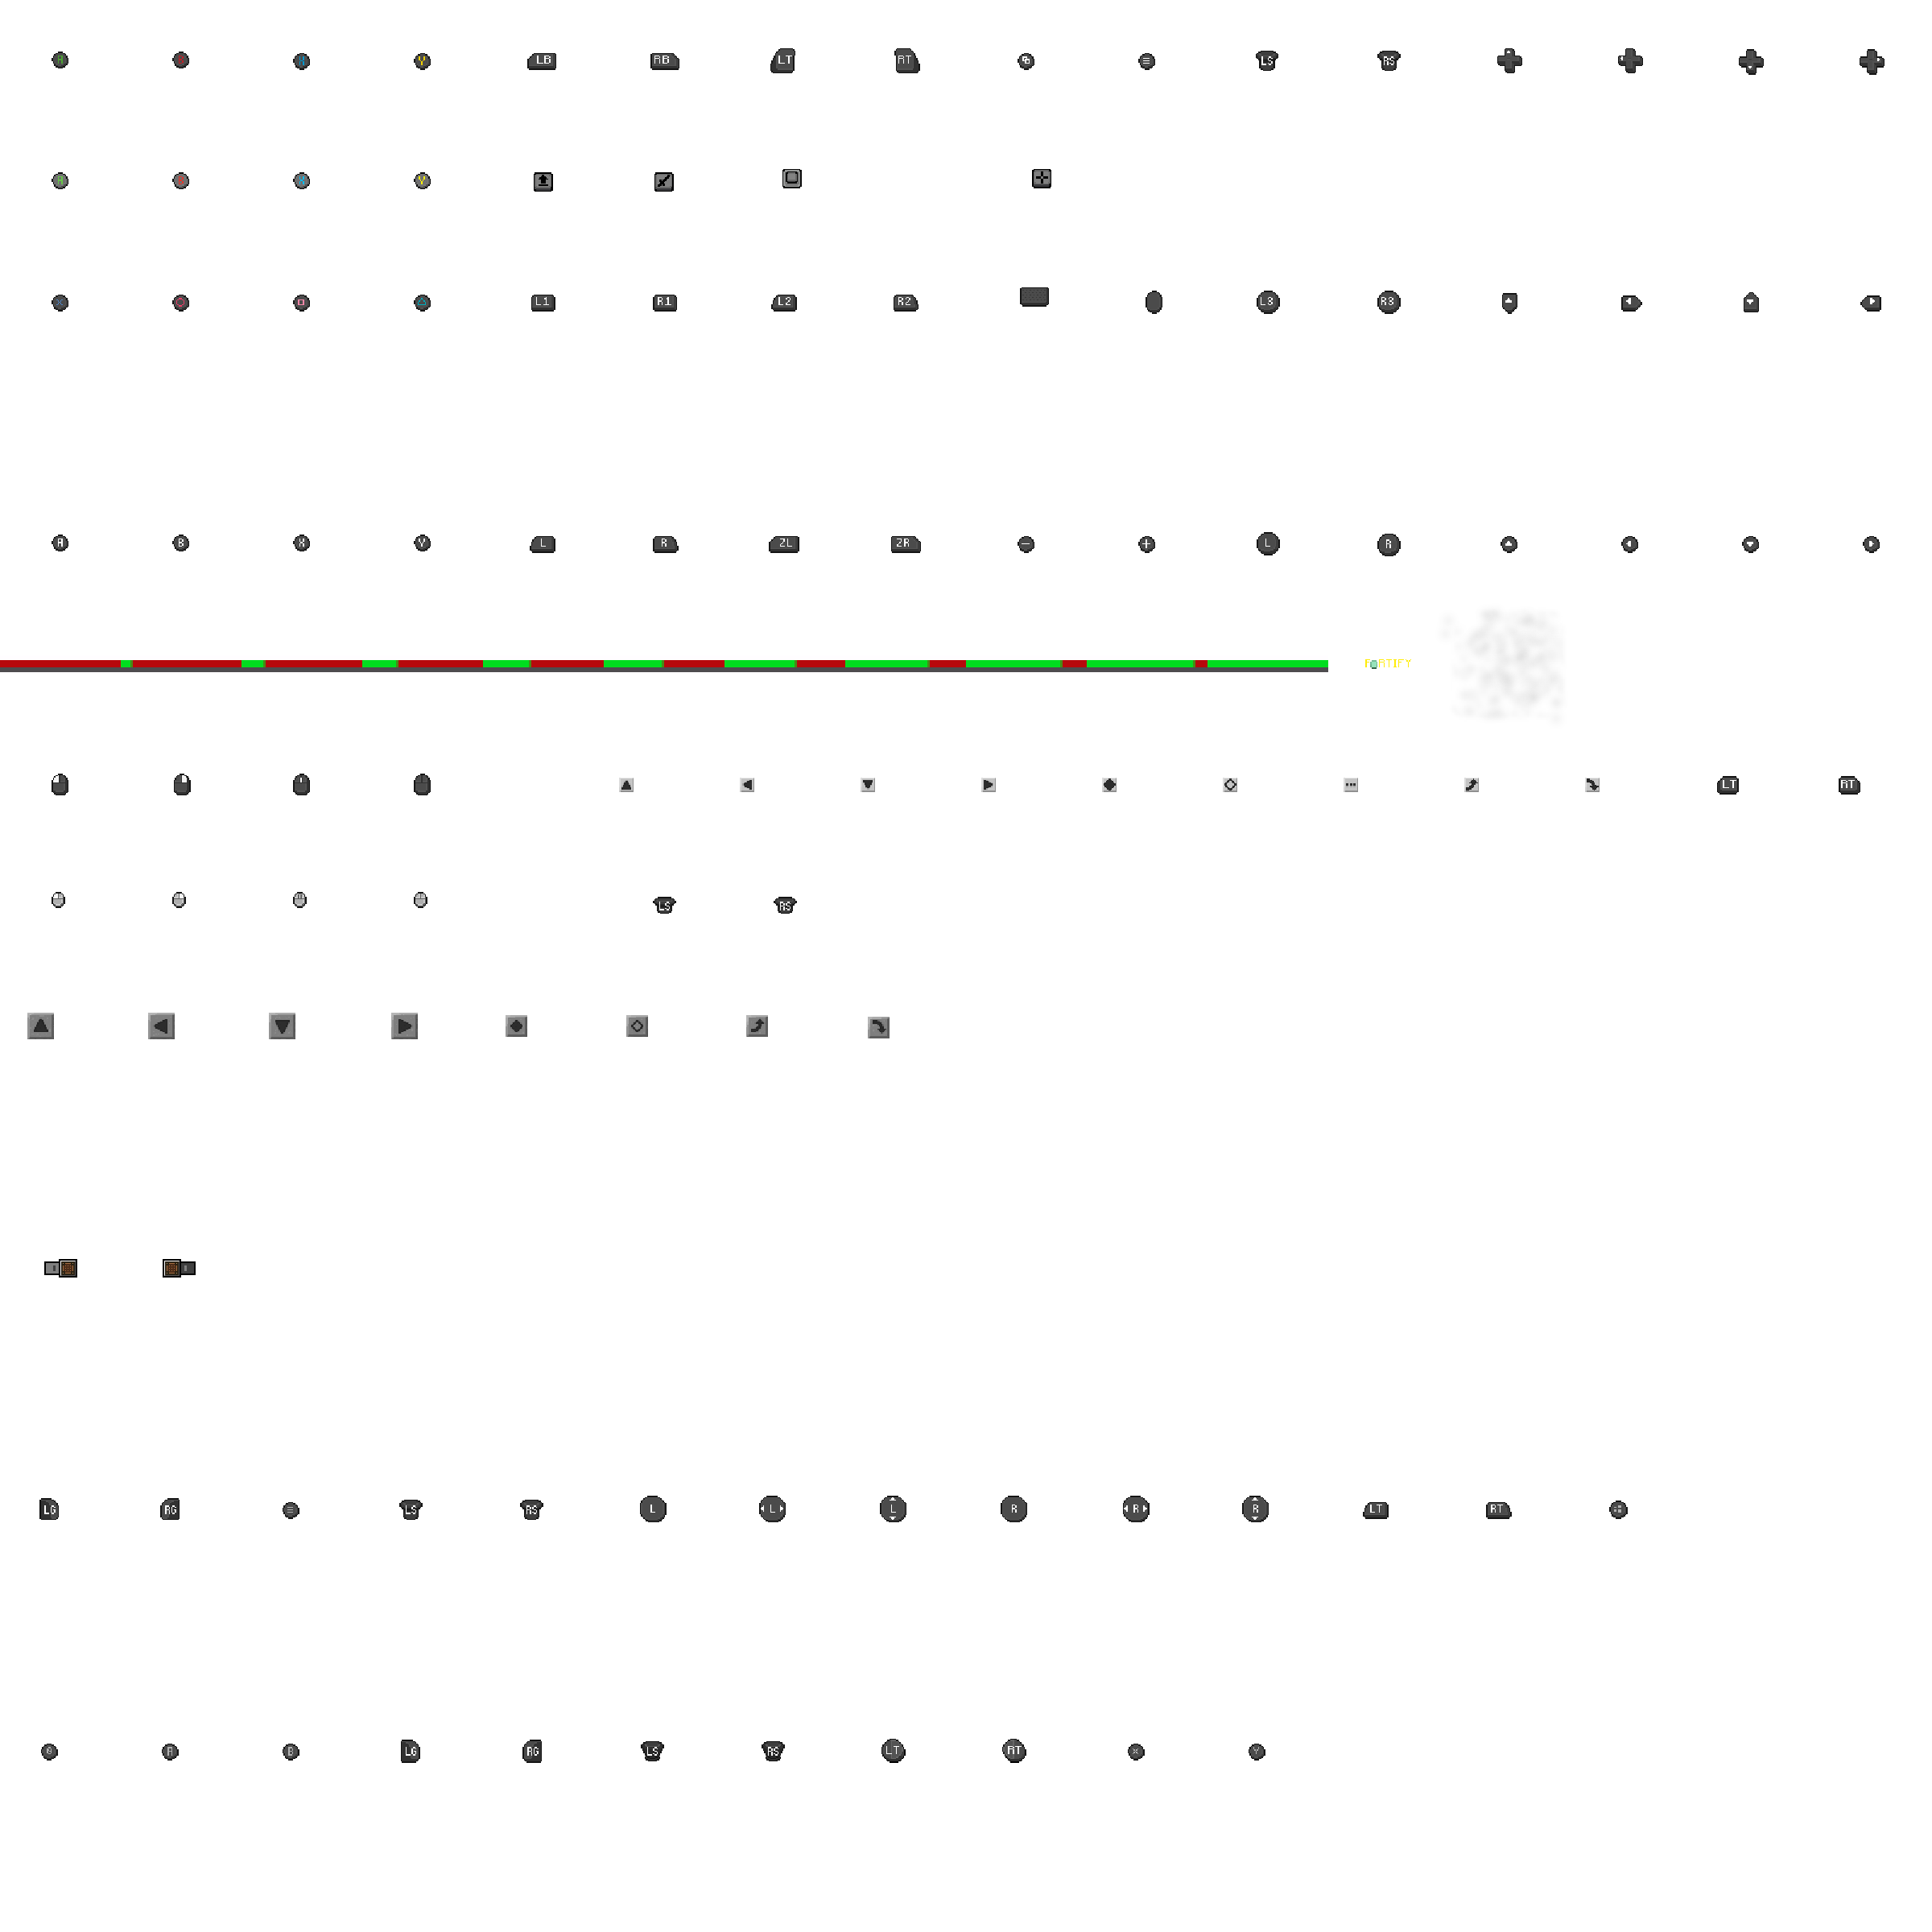 A X Y LB RB LT RT LS RS
A X Y
L1 R1 L2 R2 L3 R3
A B X Y L R ZL ZR L R
FORTIFY
LT RT
LS RS
LG RG LS RS L L L R R R LT RT
A B LG RG LS RS LT RT X Y